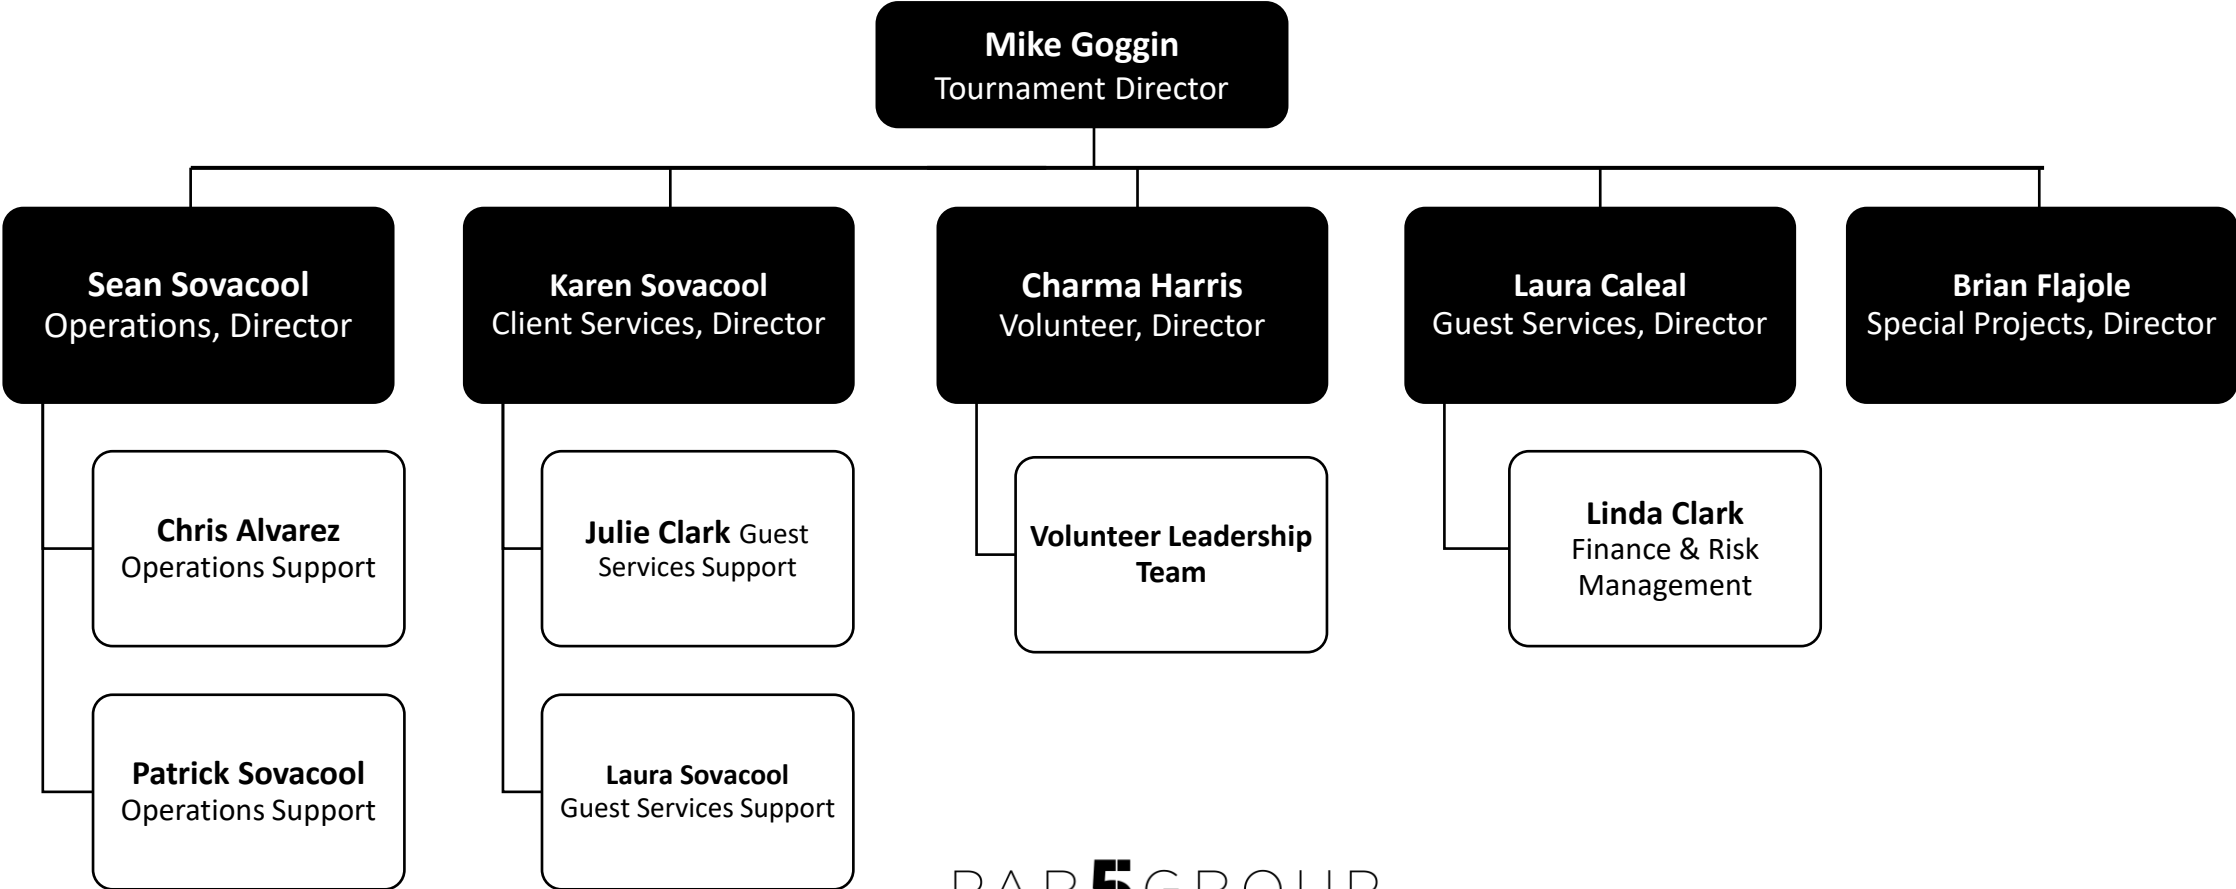 Mike Goggin
Tournament Director
Sean Sovacool
Operations, Director
Karen Sovacool
Client Services, Director
Charma Harris
Volunteer, Director
Laura Caleal
Guest Services, Director
Brian Flajole
Special Projects, Director
Chris Alvarez
Operations Support
Julie Clark Guest
Services Support
Volunteer Leadership
Team
Linda Clark
Finance & Risk
Management
Patrick Sovacool
Operations Support
Laura Sovacool
Guest Services Support
PAR5GROUP